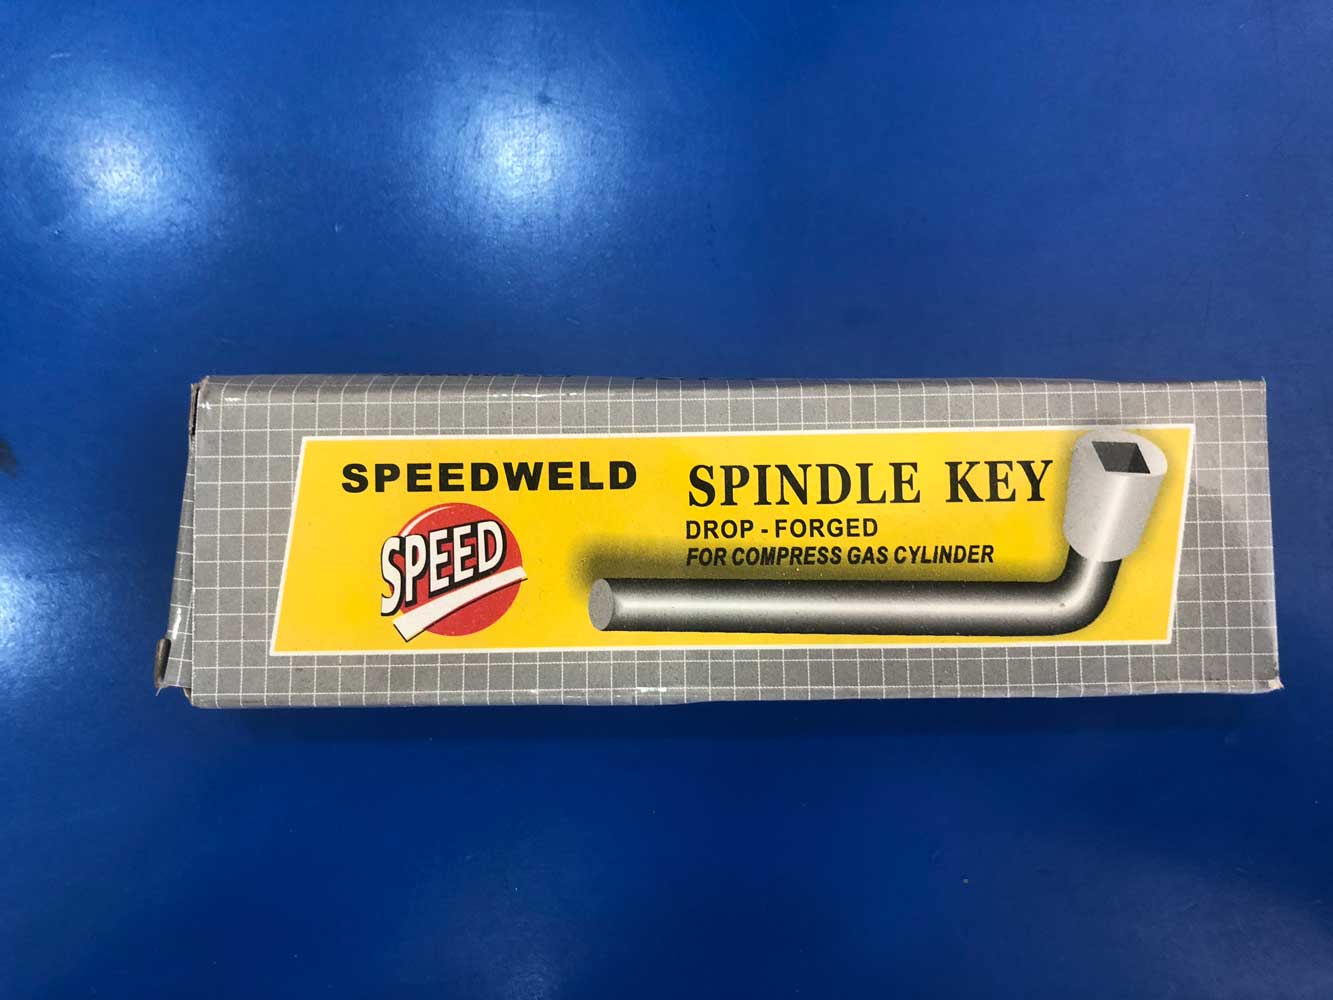 SPEEDWELD
SPEED
SPINDLE KEY
DROP - FORGED
FOR COMPRESS GAS CYLINDER